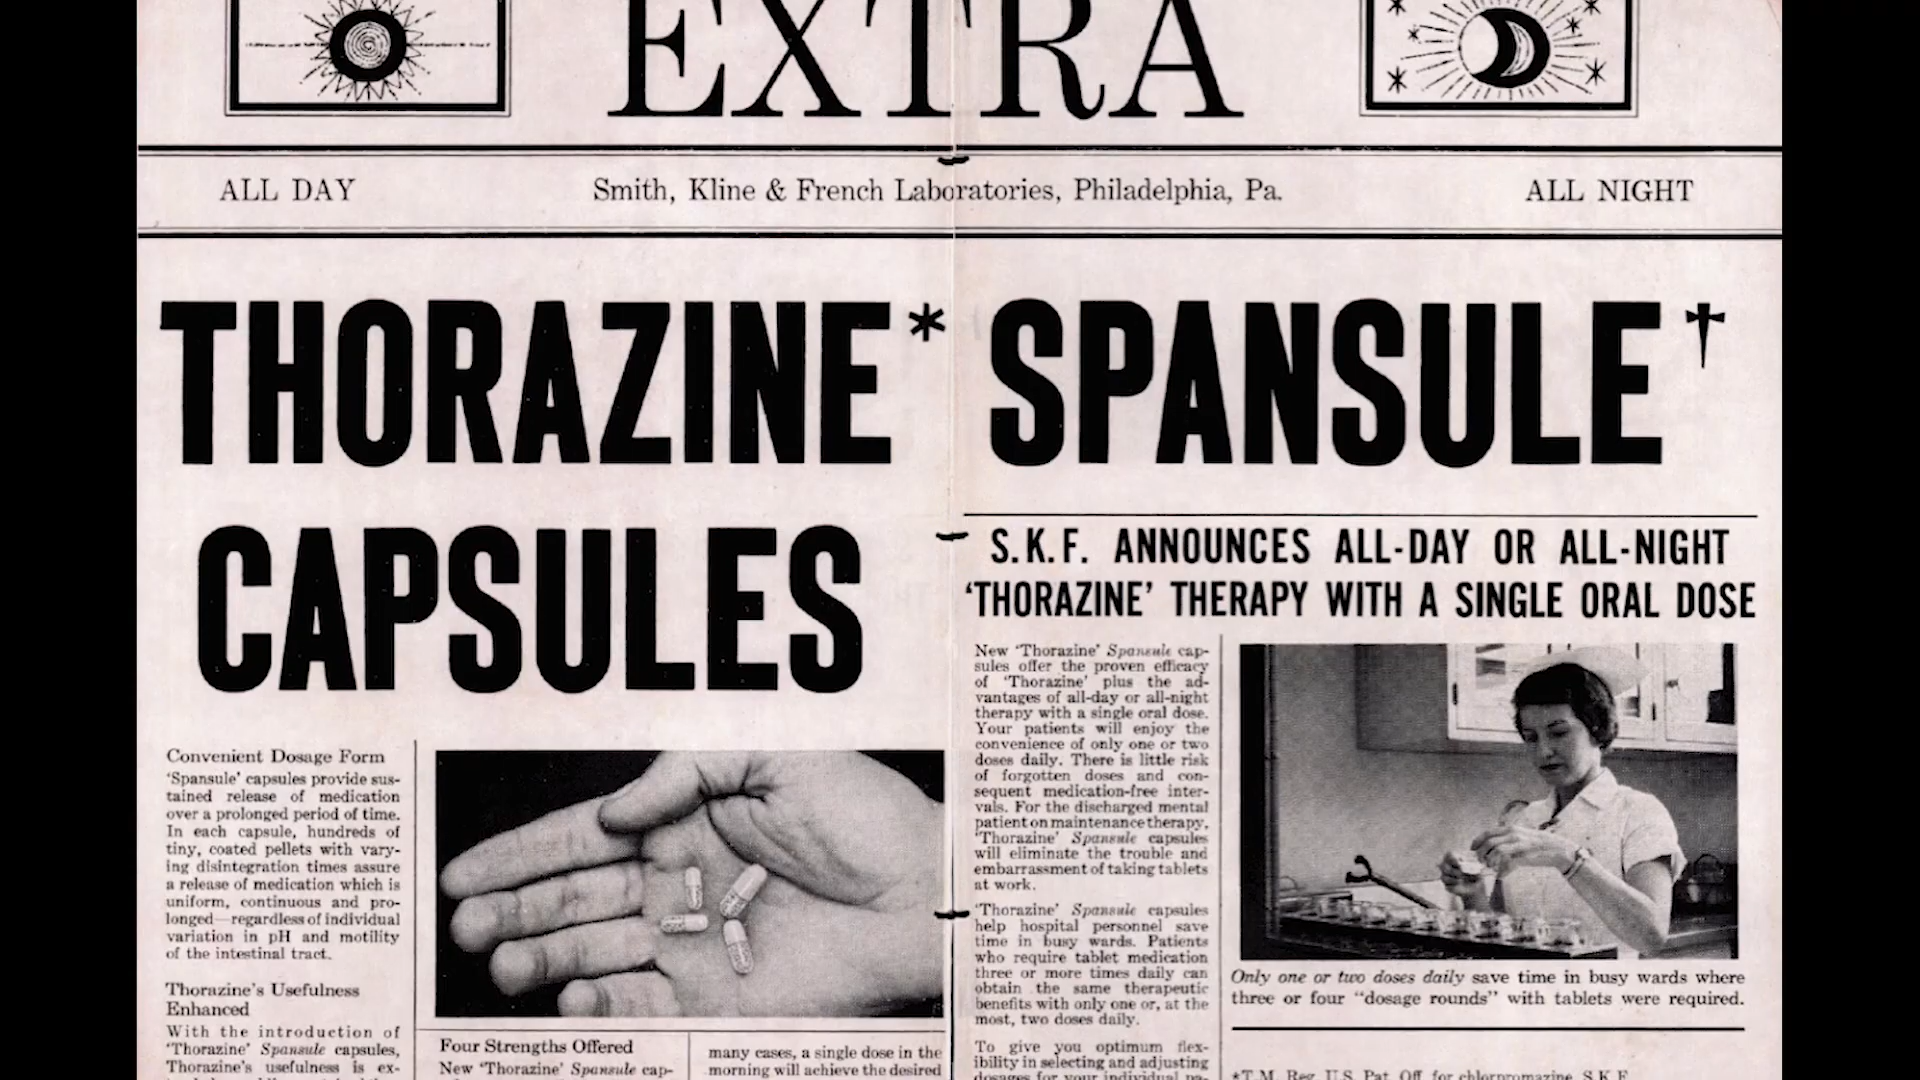 EXTRA
ALL DAY
Smith, Kline & French Laboratories, Philadelphia, Pa.
ALL NIGHT
THORAZINE* SPANSULE†
CAPSULES
Convenient Dosage Form
'Spansule' capsules provide sus-
tained release of medication
over a prolonged period of time.
In each capsule, hundreds of
tiny, coated pellets with vary-
ing disintegration times assure
a release of medication which is
uniform, continuous and pro-
longed—regardless of individual
variation in pH and motility
of the intestinal tract.
Thorazine's Usefulness
Enhanced
With the introduction of
'Thorazine' Spansule capsules,
Thorazine's usefulness is ex-
Four Strengths Offered
New 'Thorazine' Spansule cap-
many cases, a single dose in the
morning will achieve the desired
S.K.F. ANNOUNCES ALL-DAY OR ALL-NIGHT
'THORAZINE' THERAPY WITH A SINGLE ORAL DOSE
New 'Thorazine' Spansule cap-
sules offer the proven efficacy
of 'Thorazine' plus the ad-
vantages of all-day or all-night
therapy with a single oral dose.
Your patients will enjoy the
convenience of only one or two
doses daily. There is little risk
of forgotten doses and con-
sequent medication-free inter-
vals. For the discharged mental
patient on maintenance therapy,
'Thorazine' Spansule capsules
will eliminate the trouble and
embarrassment of taking tablets
at work.
'Thorazine' Spansule capsules
help hospital personnel save
time in busy wards. Patients
who require tablet medication
three or more times daily can
obtain the same therapeutic
benefits with only one or, at the
most, two doses daily.
To give you optimum flex-
ibility in selecting and adjusting
dosages for your individual pa-
Only one or two doses daily save time in busy wards where
three or four "dosage rounds" with tablets were required.
*T.M. Reg. U.S. Pat. Off. for chlorpromazine, S.K.F.